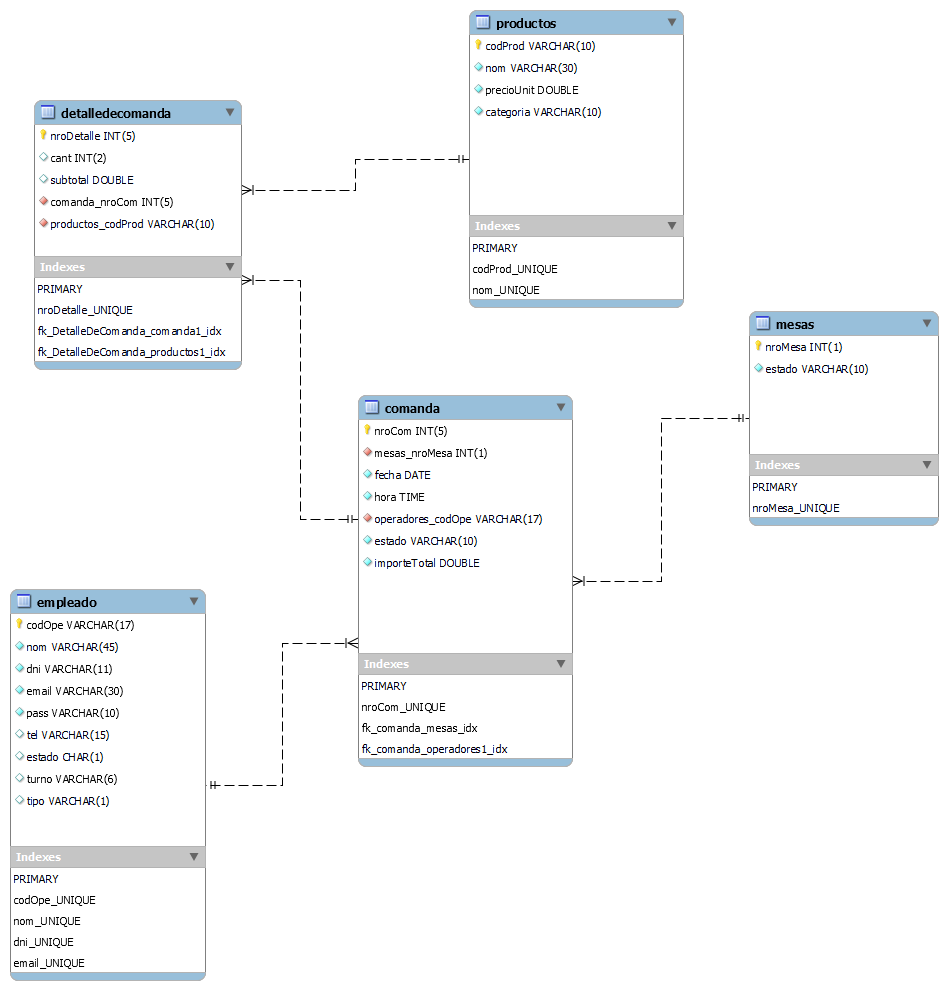 productos
codProd VARCHAR(10)
nom VARCHAR(30)
precioUnit DOUBLE
categoria VARCHAR(10)
Indexes
PRIMARY
codProd_UNIQUE
nom_UNIQUE
detalledecomanda
nroDetalle INT(5)
cant INT(2)
subtotal DOUBLE
comanda_nroCom INT(5)
productos_codProd VARCHAR(10)
Indexes
PRIMARY
nroDetalle_UNIQUE
fk_DetalleDeComanda_comanda1_idx
fk_DetalleDeComanda_productos1_idx
mesas
nroMesa INT(1)
estado VARCHAR(10)
Indexes
PRIMARY
nroMesa_UNIQUE
comanda
nroCom INT(5)
mesas_nroMesa INT(1)
fecha DATE
hora TIME
operadores_codOpe VARCHAR(17)
estado VARCHAR(10)
importeTotal DOUBLE
Indexes
PRIMARY
nroCom_UNIQUE
fk_comanda_mesas_idx
fk_comanda_operadores1_idx
empleado
codOpe VARCHAR(17)
nom VARCHAR(45)
dni VARCHAR(11)
email VARCHAR(30)
pass VARCHAR(10)
tel VARCHAR(15)
estado CHAR(1)
turno VARCHAR(6)
tipo VARCHAR(1)
Indexes
PRIMARY
codOpe_UNIQUE
nom_UNIQUE
dni_UNIQUE
email_UNIQUE